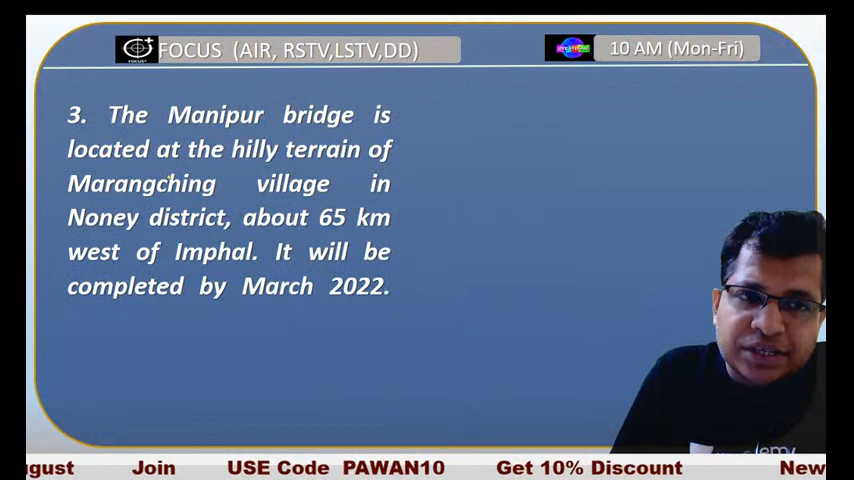 FOCUS (AIR, RSTV,LSTV,DD)
10 AM (Mon-Fri)
3. The Manipur bridge is
located at the hilly terrain of
Marangching village in
Noney district, about 65 km
west of Imphal. It will be
completed by March 2022.
gust Join USE Code PAWAN10 Get 10% Discount New